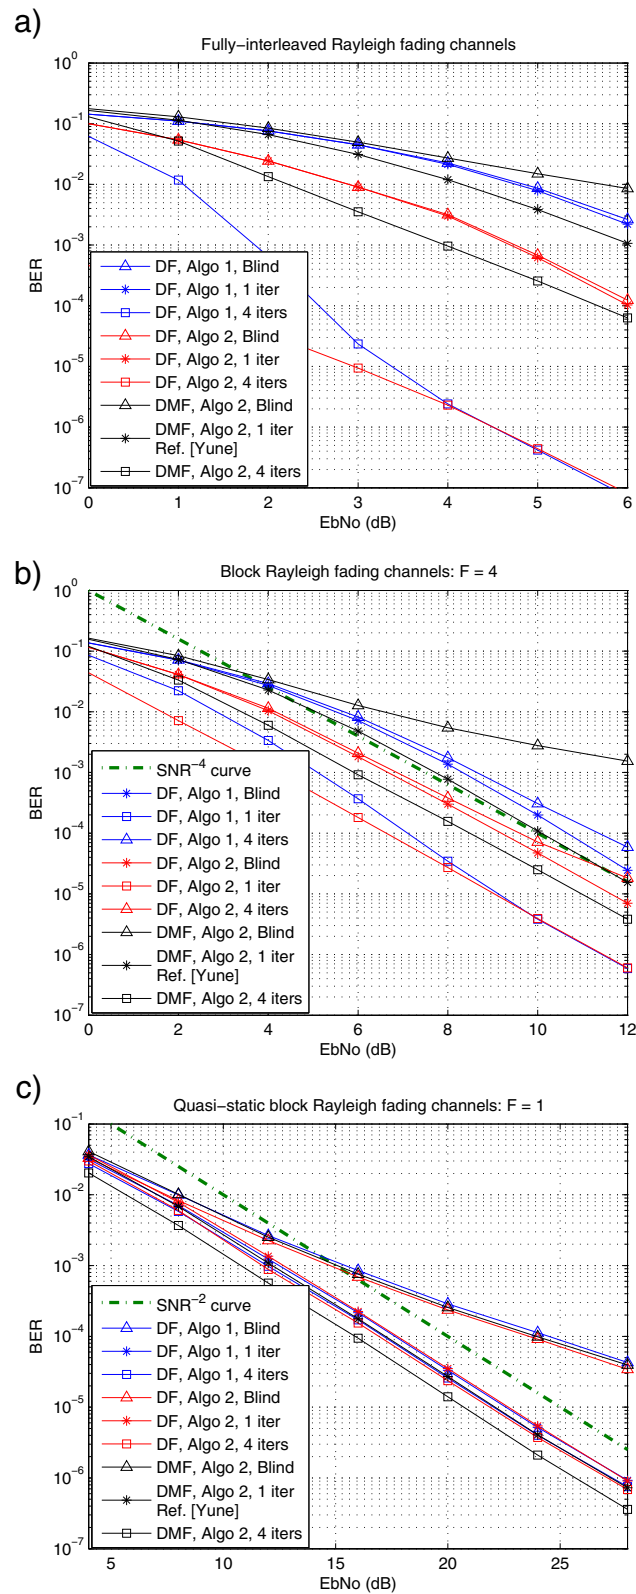 a)
Fully-interleaved Rayleigh fading channels
10^0
10^-1
10^-2
10^-3
10^-4
10^-5
10^-6
10^-7
BER
DF, Algo 1, Blind
DF, Algo 1, 1 iter
DF, Algo 1, 4 iters
DF, Algo 2, Blind
DF, Algo 2, 1 iter
DF, Algo 2, 4 iters
DMF, Algo 2, Blind
DMF, Algo 2, 1 iter
Ref. [Yune]
DMF, Algo 2, 4 iters
0 1 2 3 4 5 6
EbNo (dB)
b)
Block Rayleigh fading channels: F = 4
10^0
10^-1
10^-2
10^-3
10^-4
10^-5
10^-6
10^-7
BER
SNR^-4 curve
DF, Algo 1, Blind
DF, Algo 1, 1 iter
DF, Algo 1, 4 iters
DF, Algo 2, Blind
DF, Algo 2, 1 iter
DF, Algo 2, 4 iters
DMF, Algo 2, Blind
DMF, Algo 2, 1 iter
Ref. [Yune]
DMF, Algo 2, 4 iters
0 2 4 6 8 10 12
EbNo (dB)
c)
Quasi-static block Rayleigh fading channels: F = 1
10^-1
10^-2
10^-3
10^-4
10^-5
10^-6
10^-7
BER
SNR^-2 curve
DF, Algo 1, Blind
DF, Algo 1, 1 iter
DF, Algo 1, 4 iters
DF, Algo 2, Blind
DF, Algo 2, 1 iter
DF, Algo 2, 4 iters
DMF, Algo 2, Blind
DMF, Algo 2, 1 iter
Ref. [Yune]
DMF, Algo 2, 4 iters
5 10 15 20 25
EbNo (dB)